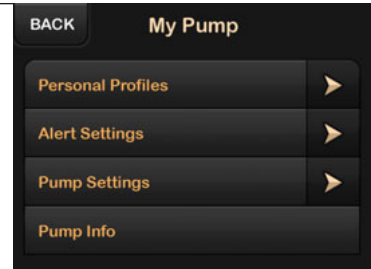 BACK
My Pump
Personal Profiles
Alert Settings
Pump Settings
Pump Info